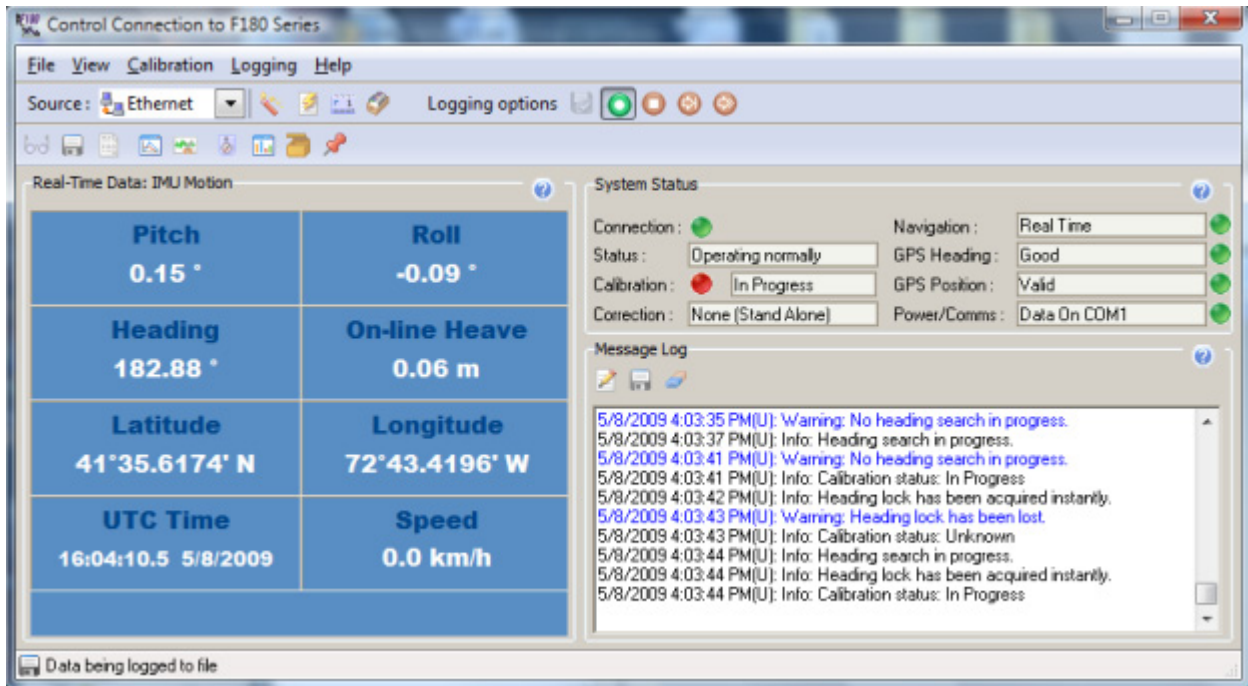 Control Connection to F180 Series
File View Calibration Logging Help
Source: Ethernet Logging options
Real-Time Data: IMU Motion
Pitch
0.15 °
Roll
-0.09 °
Heading
182.88 °
On-line Heave
0.06 m
Latitude
41°35.6174' N
Longitude
72°43.4196' W
UTC Time
16:04:10.5 5/8/2009
Speed
0.0 km/h
System Status
Connection :
Status : Operating normally
Calibration : In Progress
Correction : None (Stand Alone)
Navigation : Real Time
GPS Heading : Good
GPS Position : Valid
Power/Comms : Data On COM1
Message Log
5/8/2009 4:03:35 PM(U): Warning: No heading search in progress.
5/8/2009 4:03:37 PM(U): Info: Heading search in progress.
5/8/2009 4:03:41 PM(U): Warning: No heading search in progress.
5/8/2009 4:03:41 PM(U): Info: Calibration status: In Progress
5/8/2009 4:03:42 PM(U): Info: Heading lock has been acquired instantly.
5/8/2009 4:03:43 PM(U): Warning: Heading lock has been lost.
5/8/2009 4:03:43 PM(U): Info: Calibration status: Unknown
5/8/2009 4:03:44 PM(U): Info: Heading search in progress.
5/8/2009 4:03:44 PM(U): Info: Heading lock has been acquired instantly.
5/8/2009 4:03:44 PM(U): Info: Calibration status: In Progress
Data being logged to file